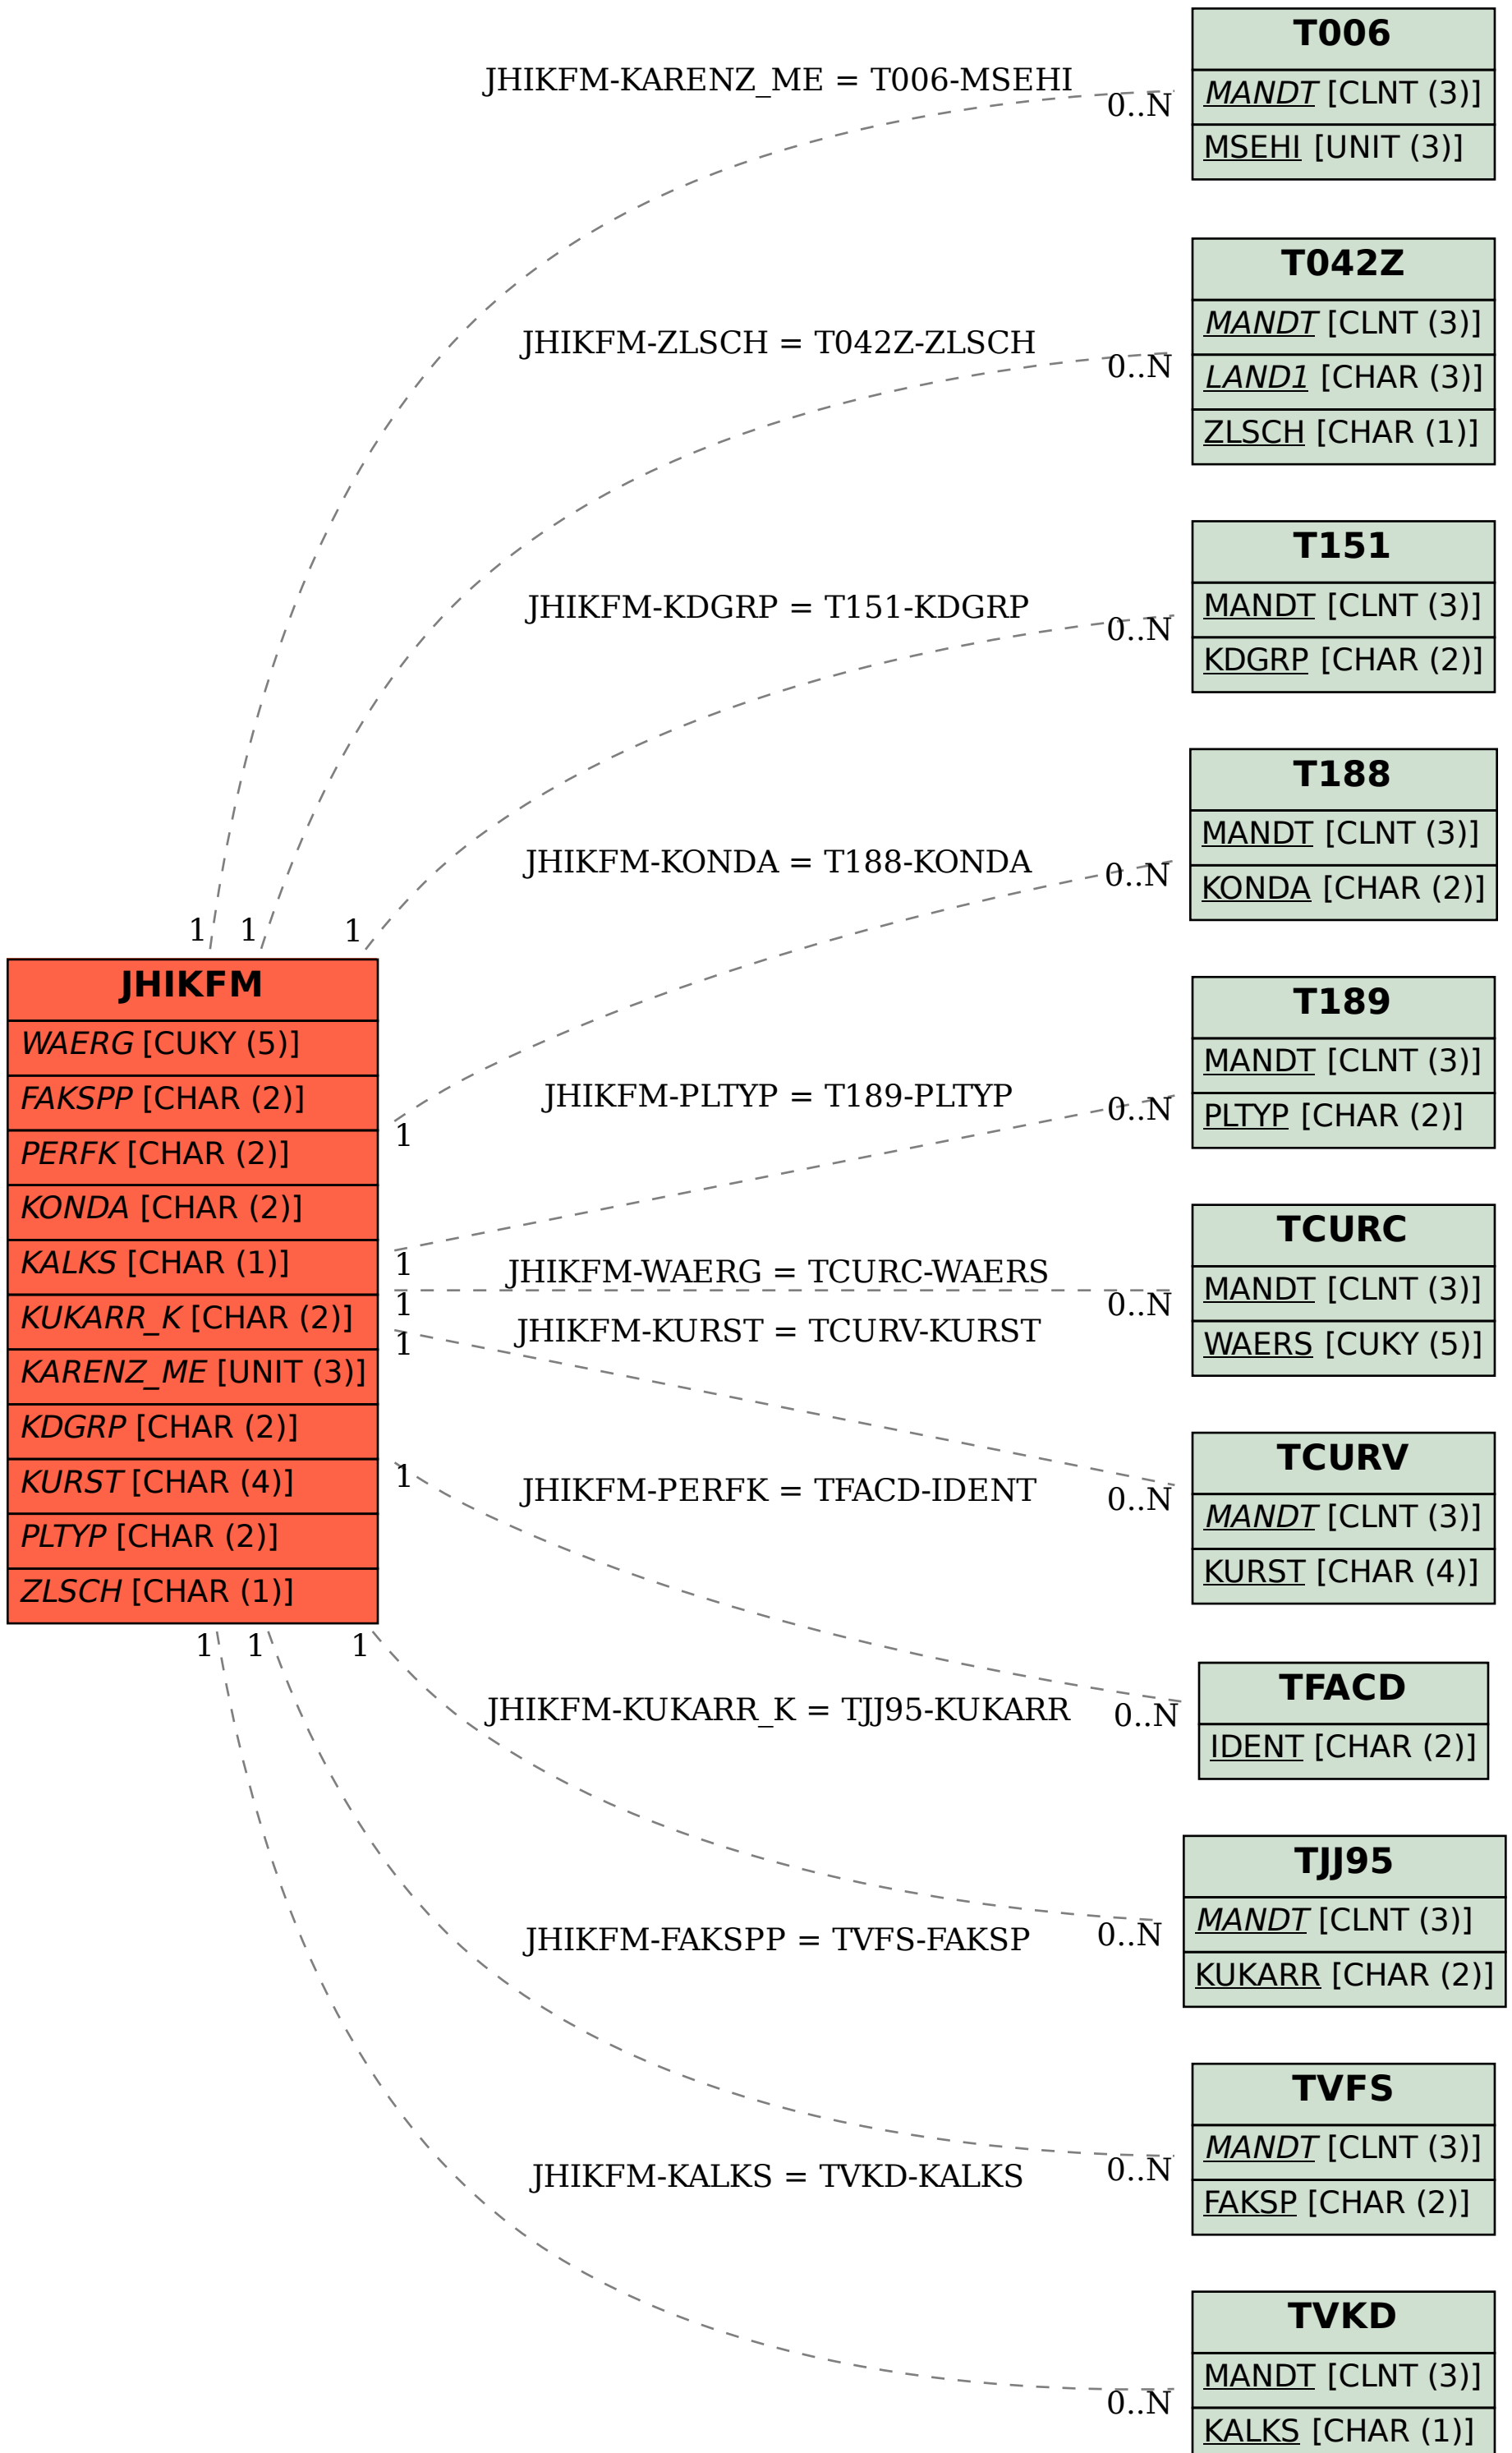 T006
MANDT [CLNT (3)]
MSEHI [UNIT (3)]
JHIKFM-KARENZ_ME = T006-MSEHI
0..N
T042Z
MANDT [CLNT (3)]
LAND1 [CHAR (3)]
ZLSCH [CHAR (1)]
JHIKFM-ZLSCH = T042Z-ZLSCH
0..N
T151
MANDT [CLNT (3)]
KDGRP [CHAR (2)]
JHIKFM-KDGRP = T151-KDGRP
0..N
T188
MANDT [CLNT (3)]
KONDA [CHAR (2)]
JHIKFM-KONDA = T188-KONDA
0..N
1
1
1
JHIKFM
WAERG [CUKY (5)]
FAKSPP [CHAR (2)]
PERFK [CHAR (2)]
KONDA [CHAR (2)]
KALKS [CHAR (1)]
KUKARR_K [CHAR (2)]
KARENZ_ME [UNIT (3)]
KDGRP [CHAR (2)]
KURST [CHAR (4)]
PLTYP [CHAR (2)]
ZLSCH [CHAR (1)]
1
1
1
1
1
T189
MANDT [CLNT (3)]
PLTYP [CHAR (2)]
JHIKFM-PLTYP = T189-PLTYP
0..N
TCURC
MANDT [CLNT (3)]
WAERS [CUKY (5)]
JHIKFM-WAERG = TCURC-WAERS
0..N
JHIKFM-KURST = TCURV-KURST
TCURV
MANDT [CLNT (3)]
KURST [CHAR (4)]
0..N
JHIKFM-PERFK = TFACD-IDENT
TFACD
IDENT [CHAR (2)]
0..N
1
1
1
JHIKFM-KUKARR_K = TJJ95-KUKARR
TJJ95
MANDT [CLNT (3)]
KUKARR [CHAR (2)]
0..N
JHIKFM-FAKSPP = TVFS-FAKSP
TVFS
MANDT [CLNT (3)]
FAKSP [CHAR (2)]
0..N
JHIKFM-KALKS = TVKD-KALKS
TVKD
MANDT [CLNT (3)]
KALKS [CHAR (1)]
0..N